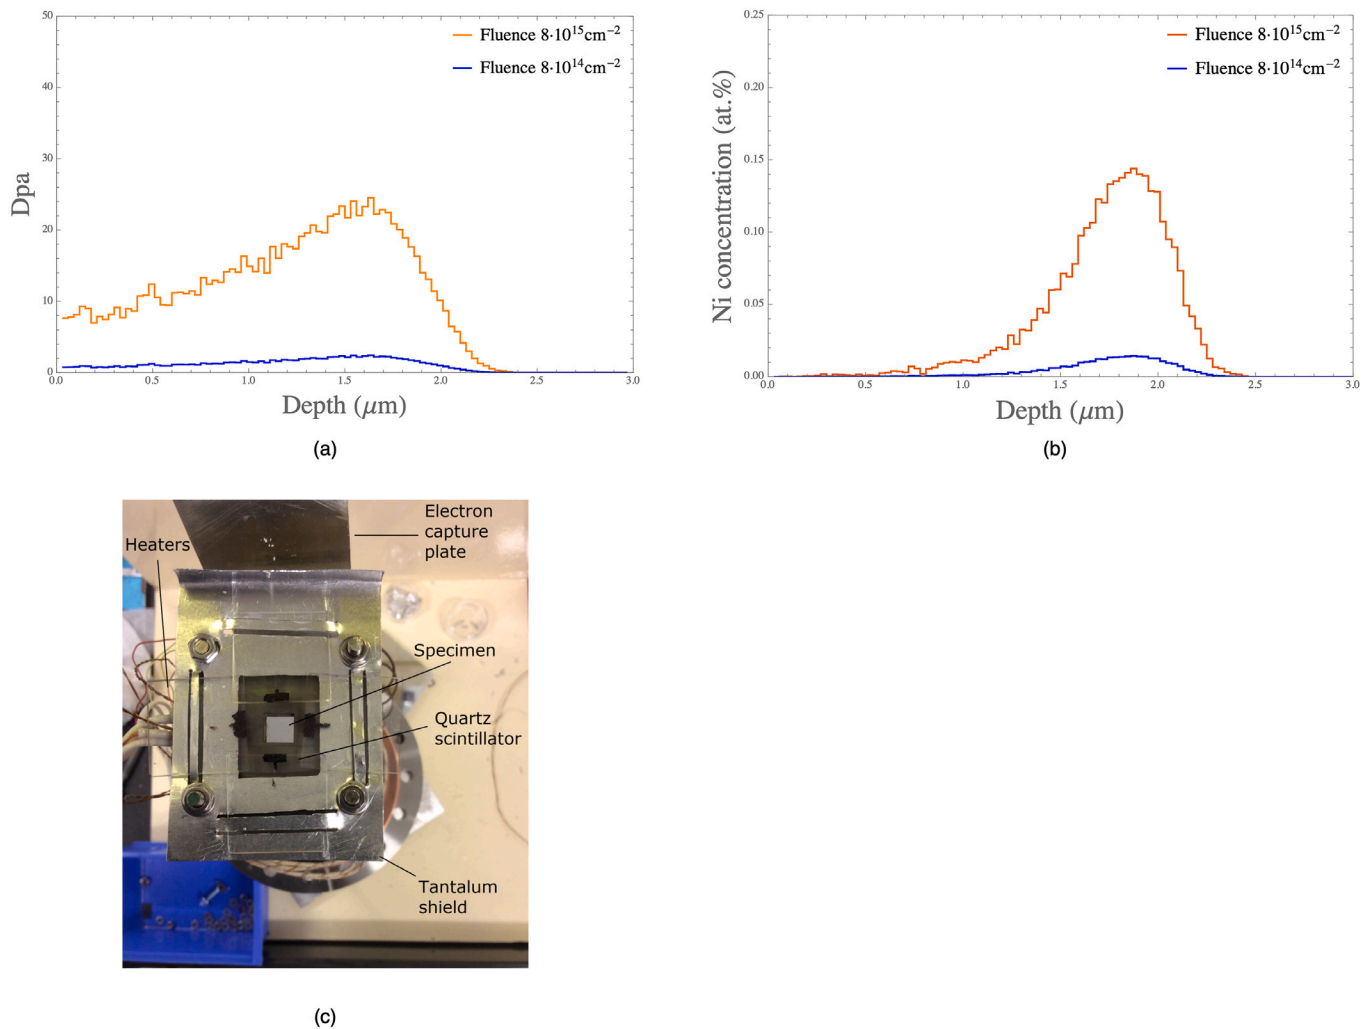 50
40
30
20
10
0
Dpa
Fluence 8·10¹⁵cm⁻²
Fluence 8·10¹⁴cm⁻²
0.0 0.5 1.0 1.5 2.0 2.5 3.0
Depth (μm)
(a)
0.25
0.20
0.15
0.10
0.05
0.00
Ni concentration (at.%)
Fluence 8·10¹⁵cm⁻²
Fluence 8·10¹⁴cm⁻²
0.0 0.5 1.0 1.5 2.0 2.5 3.0
Depth (μm)
(b)
Electron
capture
plate
Heaters
Specimen
Quartz
scintillator
Tantalum
shield
(c)